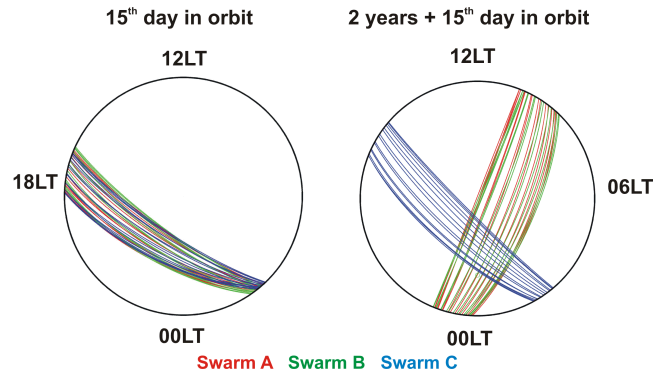 15th day in orbit
2 years + 15th day in orbit
12LT
12LT
18LT
06LT
00LT
00LT
Swarm A Swarm B Swarm C